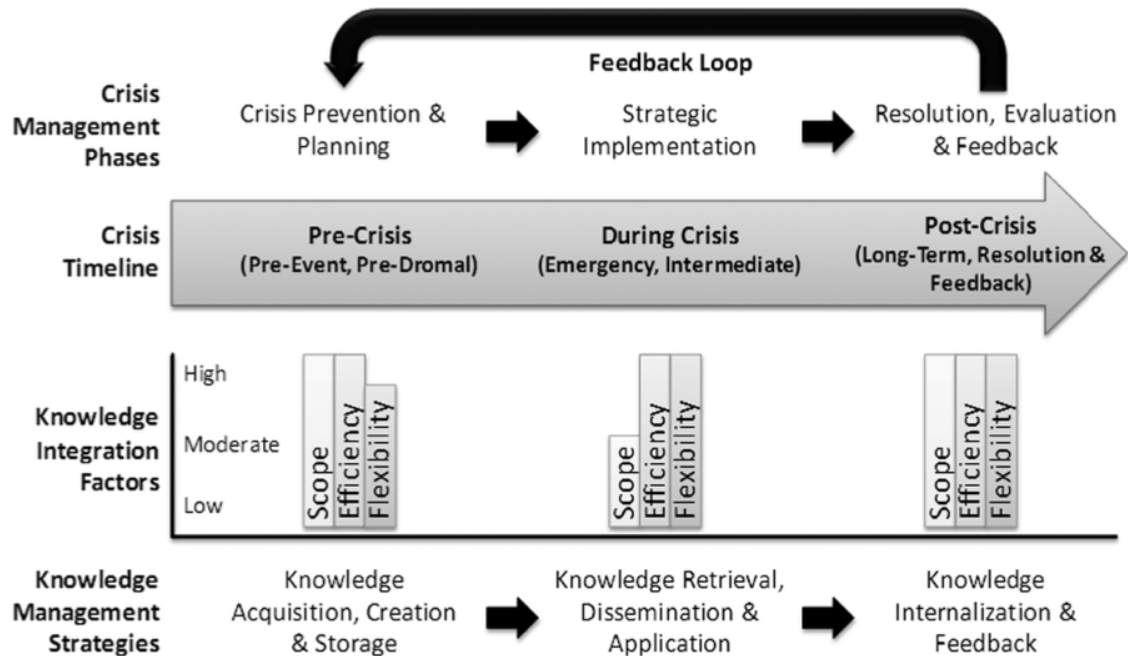 Feedback Loop
Crisis
Management
Phases
Crisis Prevention &
Planning
Strategic
Implementation
Resolution, Evaluation
& Feedback
Crisis
Timeline
Pre-Crisis
(Pre-Event, Pre-Dromal)
During Crisis
(Emergency, Intermediate)
Post-Crisis
(Long-Term, Resolution &
Feedback)
Knowledge
Integration
Factors
High
Moderate
Low
Scope
Efficiency
Flexibility
Scope
Efficiency
Flexibility
Scope
Efficiency
Flexibility
Knowledge
Management
Strategies
Knowledge
Acquisition, Creation
& Storage
Knowledge Retrieval,
Dissemination &
Application
Knowledge
Internalization &
Feedback